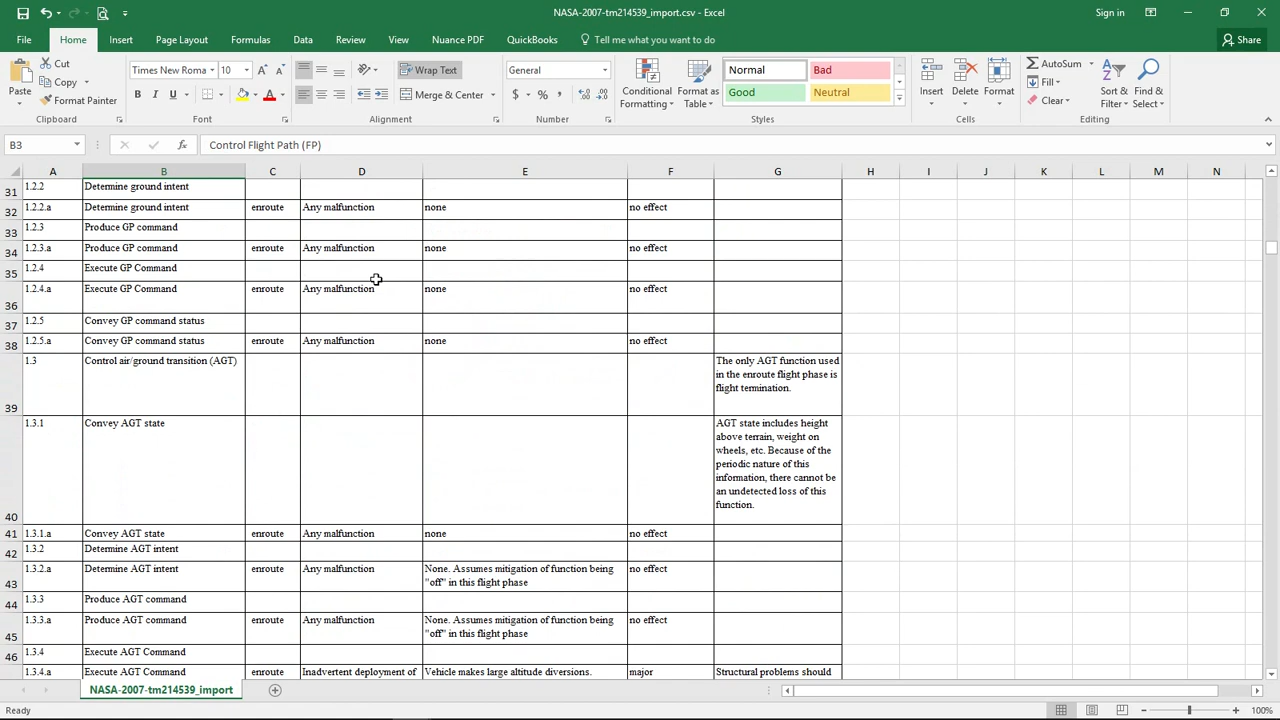 NASA-2007-tm214539_import.csv - Excel
Sign in
File Home Insert Page Layout Formulas Data Review View Nuance PDF QuickBooks Tell me what you want to do Share
Paste
Cut
Copy
Format Painter
Clipboard
Times New Roma 10
B I U
Font
Wrap Text
Merge & Center
Alignment
General
$ % ,
Number
Conditional
Formatting
Format as
Table
Normal Bad
Good Neutral
Styles
Insert Delete Format
Cells
AutoSum
Fill
Clear
Sort &
Filter
Find &
Select
Editing
B3 fx Control Flight Path (FP)
A B C D E F G H I J K L M N
31 1.2.2 Determine ground intent
32 1.2.2.a Determine ground intent enroute Any malfunction none no effect
33 1.2.3 Produce GP command
34 1.2.3.a Produce GP command enroute Any malfunction none no effect
35 1.2.4 Execute GP Command
36 1.2.4.a Execute GP Command enroute Any malfunction none no effect
37 1.2.5 Convey GP command status
38 1.2.5.a Convey GP command status enroute Any malfunction none no effect
39 1.3 Control air/ground transition (AGT) The only AGT function used
in the enroute flight phase is
flight termination.
40 1.3.1 Convey AGT state AGT state includes height
above terrain, weight on
wheels, etc. Because of the
periodic nature of this
information, there cannot be
an undetected loss of this
function.
41 1.3.1.a Convey AGT state enroute Any malfunction none no effect
42 1.3.2 Determine AGT intent
43 1.3.2.a Determine AGT intent enroute Any malfunction None. Assumes mitigation of function being no effect
"off" in this flight phase
44 1.3.3 Produce AGT command
45 1.3.3.a Produce AGT command enroute Any malfunction None. Assumes mitigation of function being no effect
"off" in this flight phase
46 1.3.4 Execute AGT Command
1.3.4.a Execute AGT Command enroute Inadvertent deployment of Vehicle makes large altitude diversions. major Structural problems should
NASA-2007-tm214539_import
Ready
100%